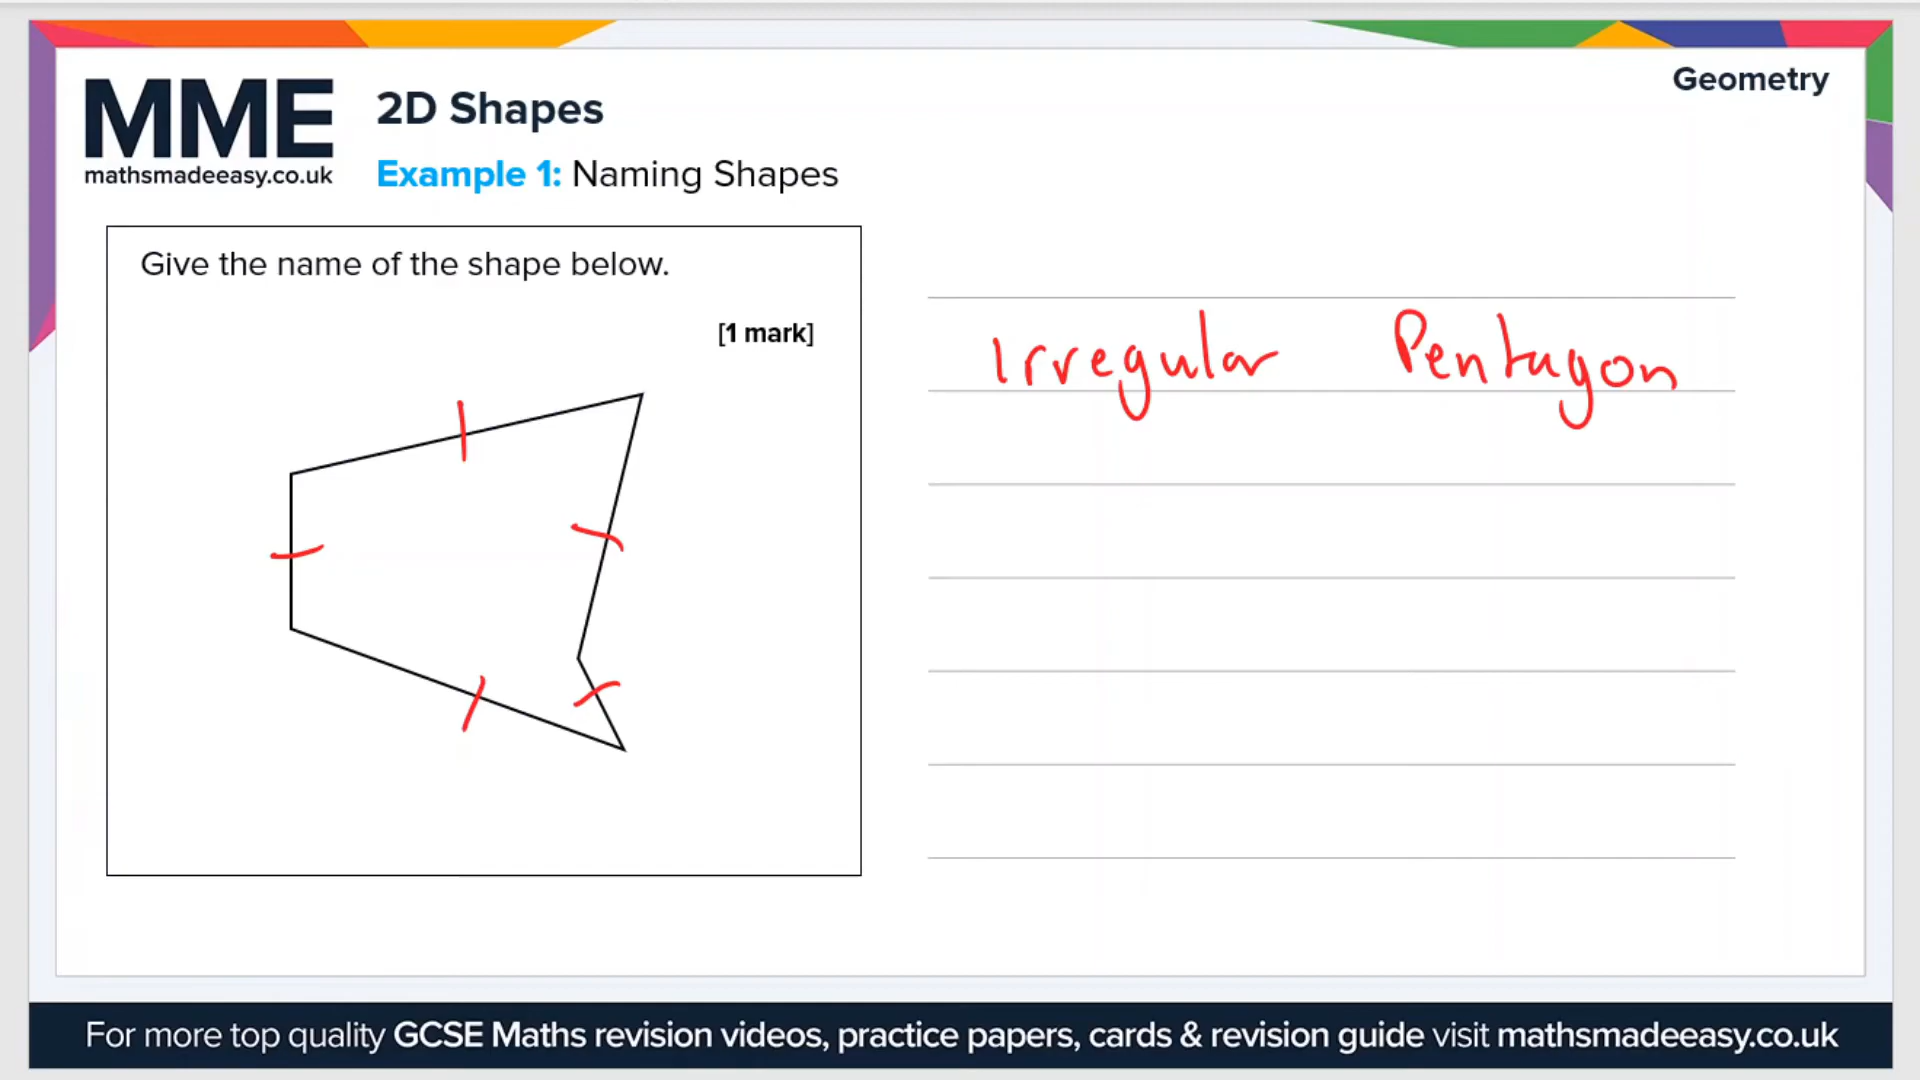 MME
mathsmadeeasy.co.uk
2D Shapes
Example 1: Naming Shapes
Geometry
Give the name of the shape below.
[1 mark]
Irregular Pentagon
For more top quality GCSE Maths revision videos, practice papers, cards & revision guide visit mathsmadeeasy.co.uk